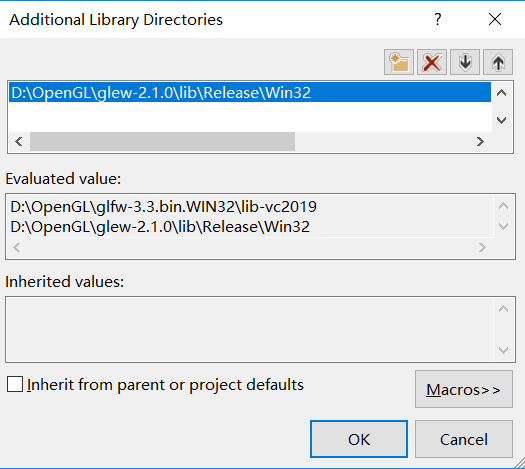 Additional Library Directories
D:\OpenGL\glew-2.1.0\lib\Release\Win32
Evaluated value:
D:\OpenGL\glfw-3.3.bin.WIN32\lib-vc2019
D:\OpenGL\glew-2.1.0\lib\Release\Win32
Inherited values:
Inherit from parent or project defaults
Macros>>
OK
Cancel